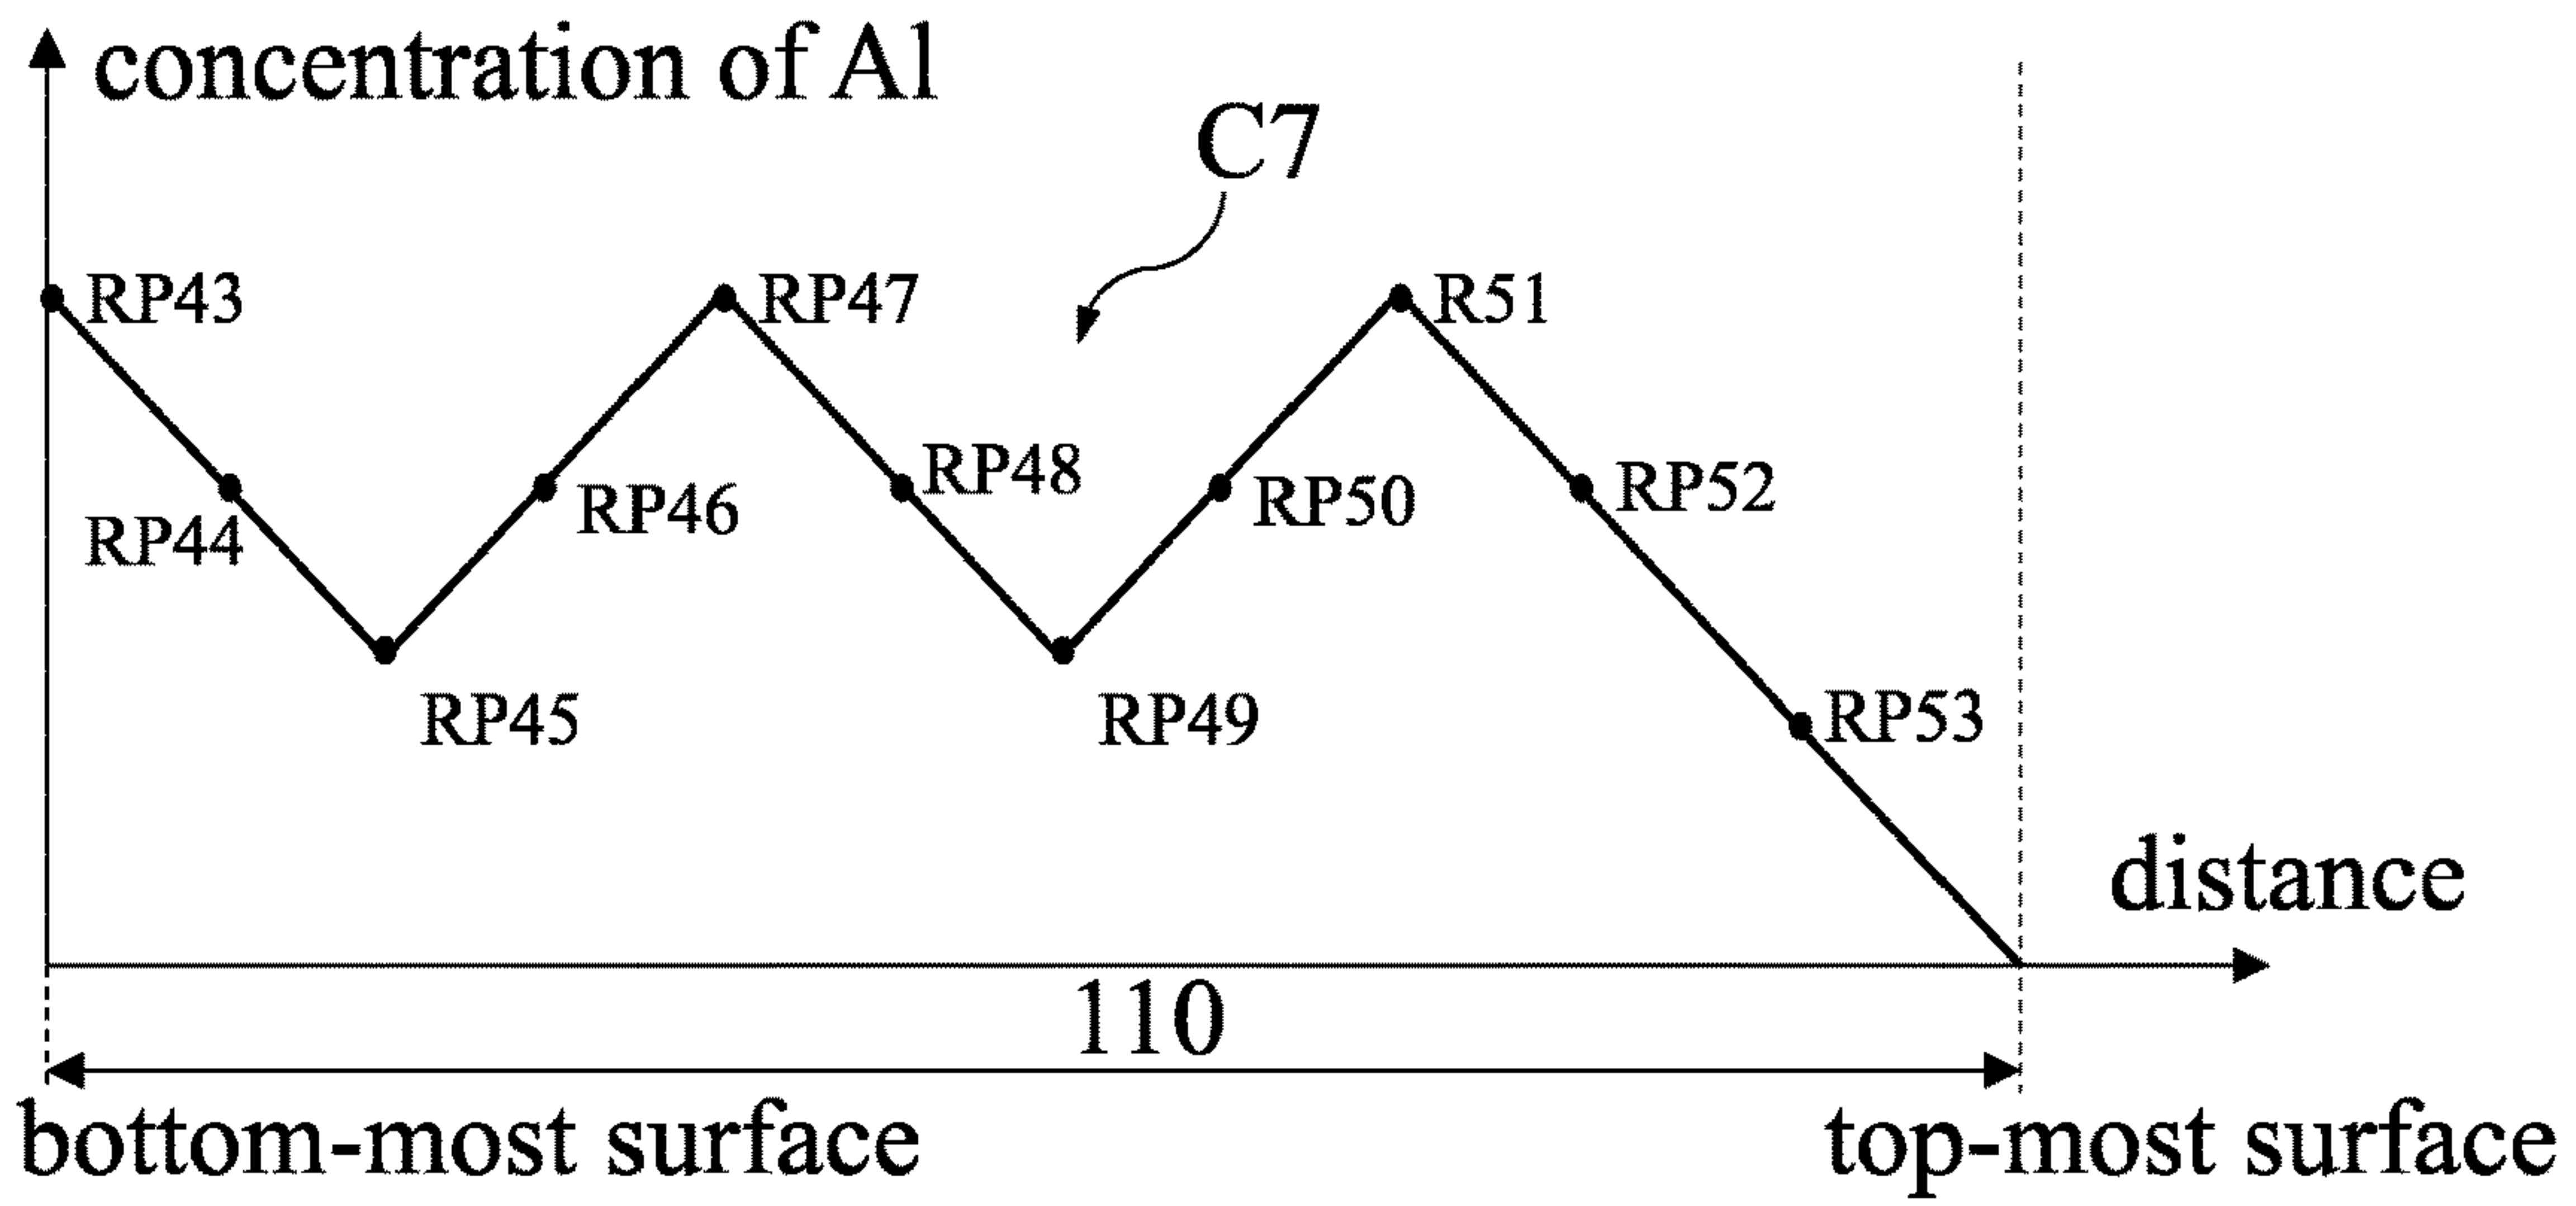 concentration of Al
C7
RP43
RP47
R51
RP44
RP46
RP48
RP50
RP52
RP45
RP49
RP53
distance
110
bottom-most surface
top-most surface